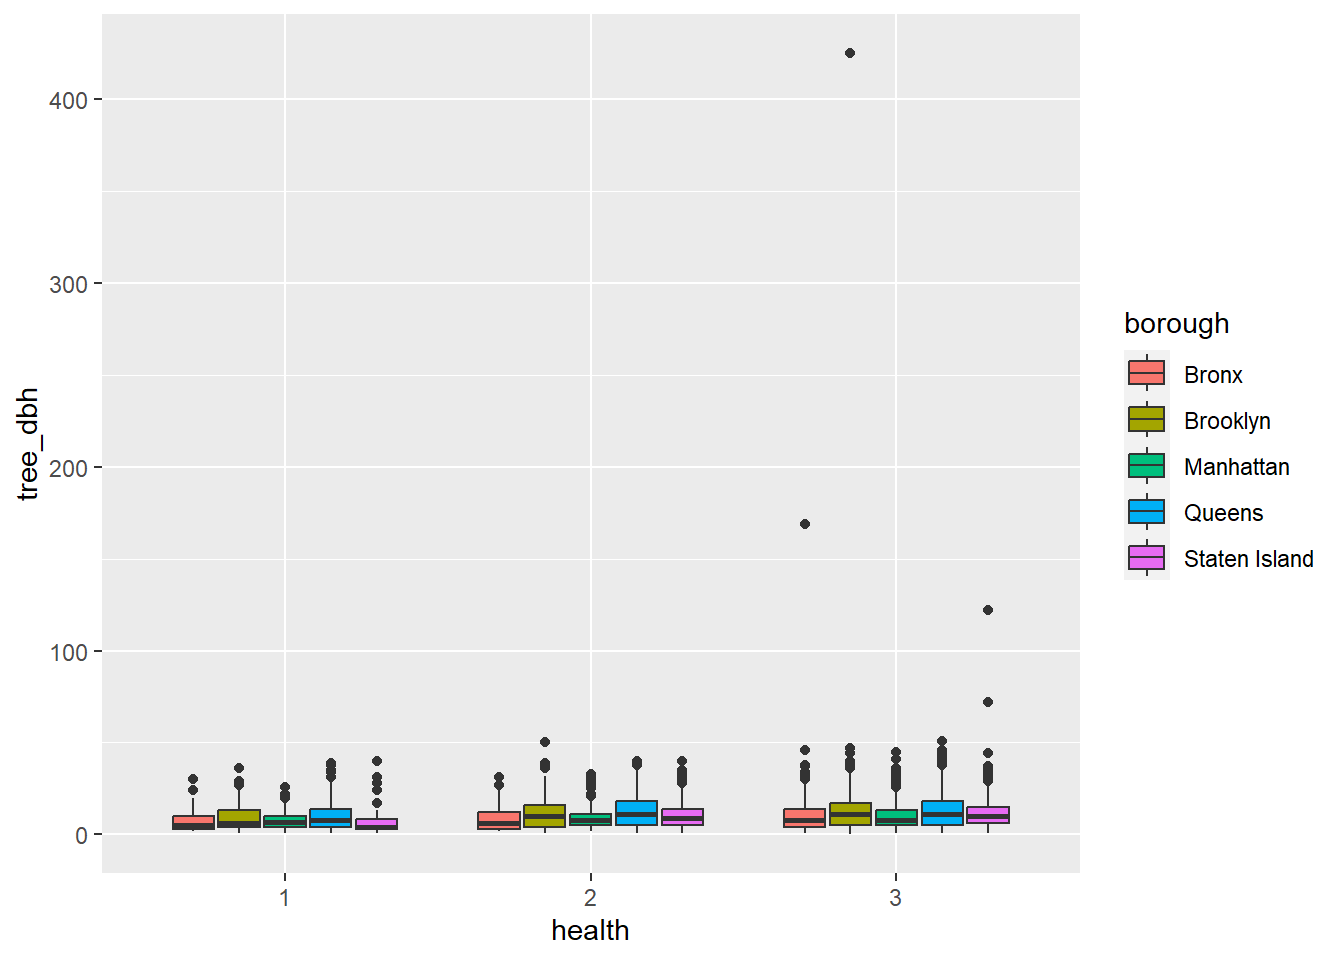 400
300
200
100
0
tree_dbh
1 2 3
health
borough
Bronx
Brooklyn
Manhattan
Queens
Staten Island